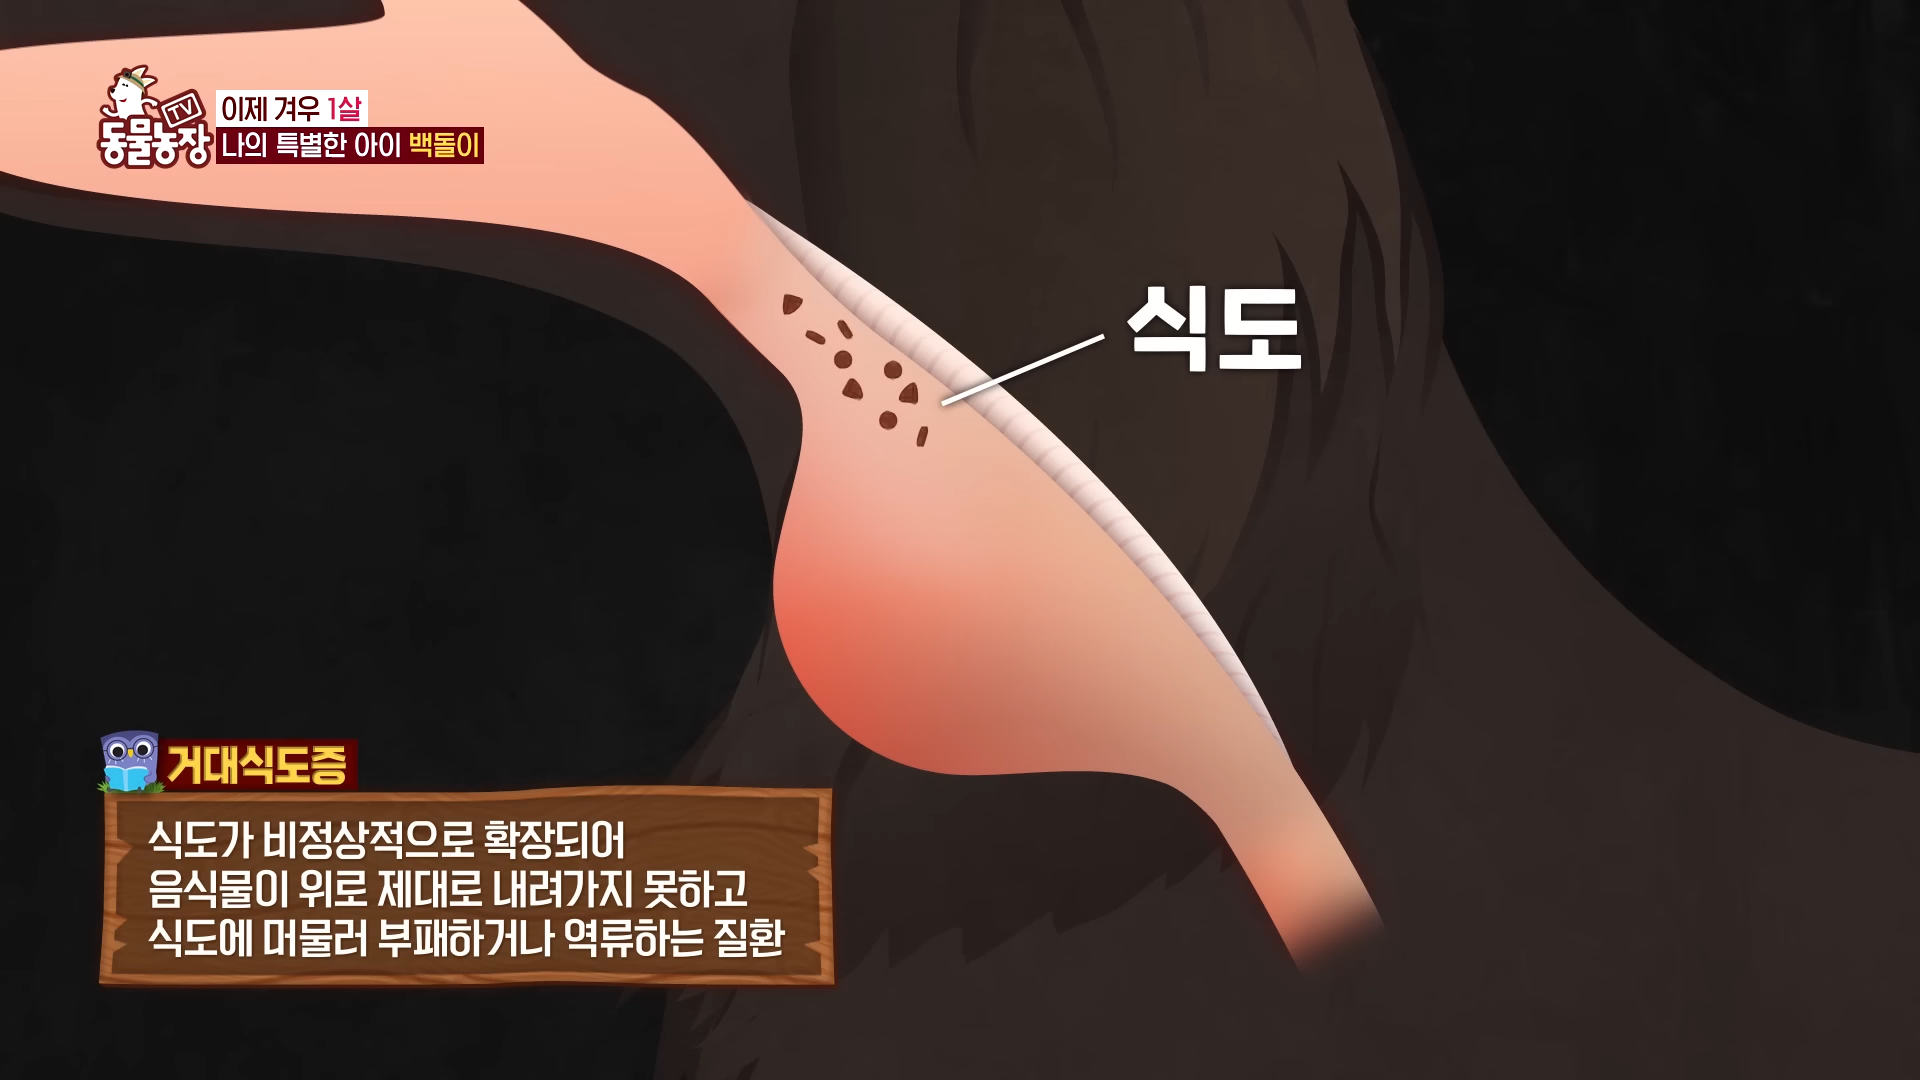 TV
동물농장
이제 겨우 1살
나의 특별한 아이 백돌이
식도
거대식도증
식도가 비정상적으로 확장되어
음식물이 위로 제대로 내려가지 못하고
식도에 머물러 부패하거나 역류하는 질환